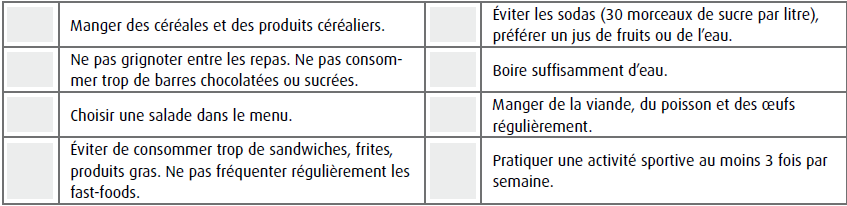 Manger des céréales et des produits céréaliers.
Éviter les sodas (30 morceaux de sucre par litre),
préférer un jus de fruits ou de l’eau.
Ne pas grignoter entre les repas. Ne pas consom-
mer trop de barres chocolatées ou sucrées.
Boire suffisamment d’eau.
Choisir une salade dans le menu.
Manger de la viande, du poisson et des œufs
régulièrement.
Éviter de consommer trop de sandwiches, frites,
produits gras. Ne pas fréquenter régulièrement les
fast-foods.
Pratiquer une activité sportive au moins 3 fois par
semaine.